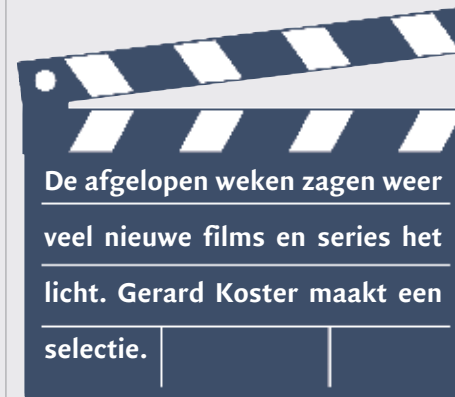 De afgelopen weken zagen weer
veel nieuwe films en series het
licht. Gerard Koster maakt een
selectie.